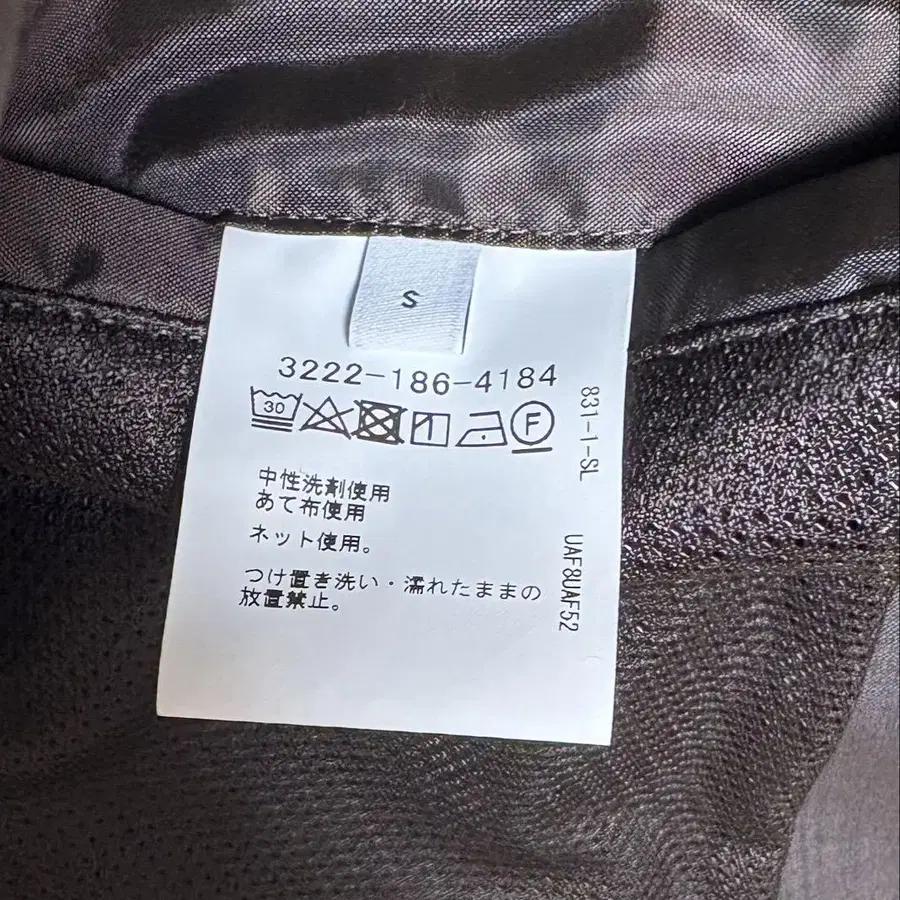 S
3222-186-4184
30
F
中性洗剤使用
あて布使用
ネット使用。
つけ置き洗い・濡れたままの
放置禁止。
831-1-SL
UAF8UAF52